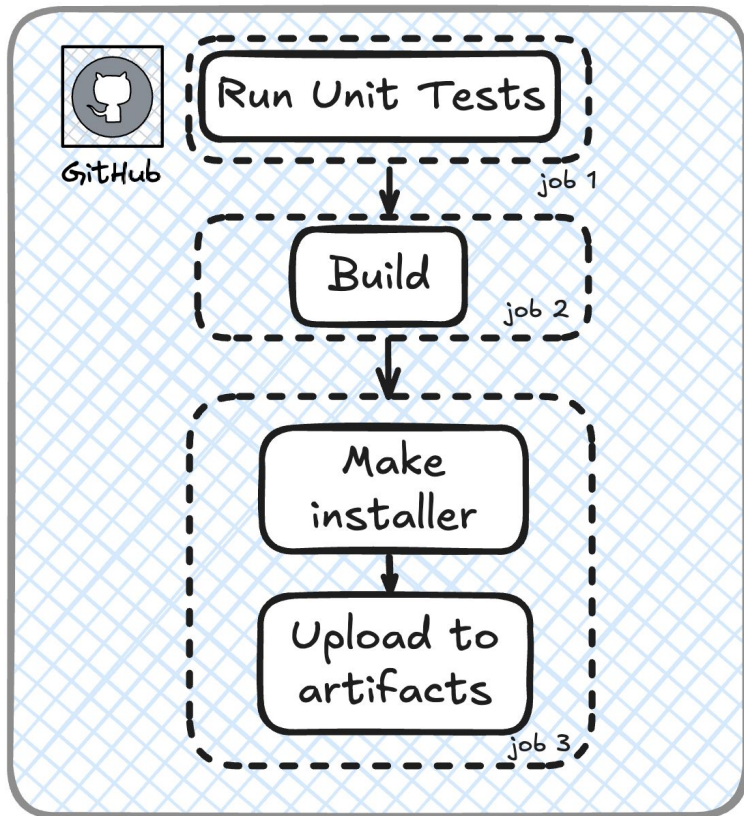 Run Unit Tests
GitHub
job 1
Build
job 2
Make
installer
Upload to
artifacts
job 3